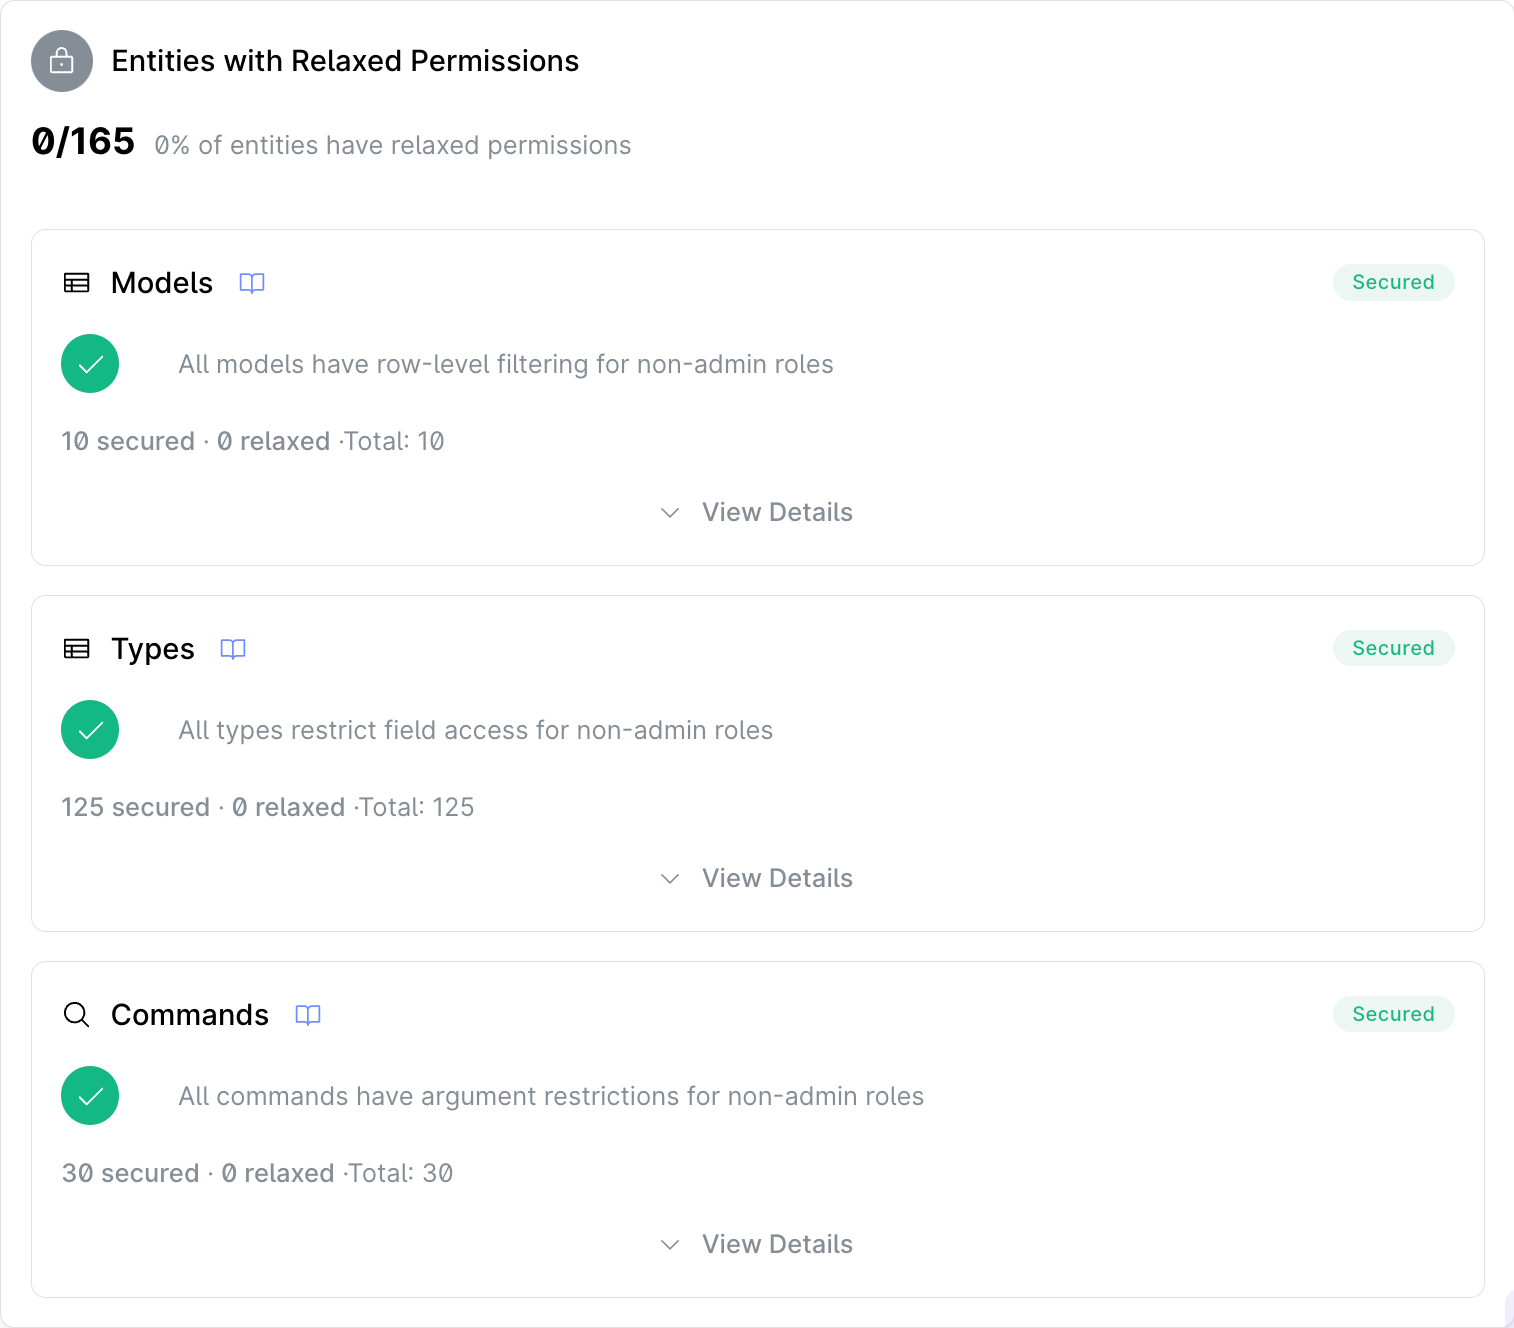 Entities with Relaxed Permissions
0/165 0% of entities have relaxed permissions
Models
Secured
All models have row-level filtering for non-admin roles
10 secured · 0 relaxed ·Total: 10
View Details
Types
Secured
All types restrict field access for non-admin roles
125 secured · 0 relaxed ·Total: 125
View Details
Commands
Secured
All commands have argument restrictions for non-admin roles
30 secured · 0 relaxed ·Total: 30
View Details